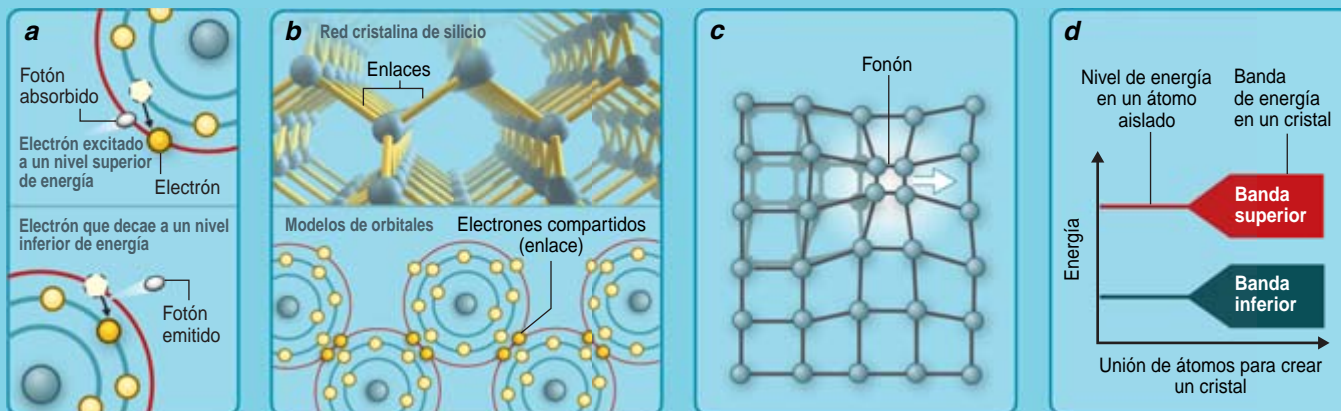 a
Fotón
absorbido
Electrón excitado
a un nivel superior
de energía
Electrón
Electrón que decae a un nivel
inferior de energía
Fotón
emitido
b
Red cristalina de silicio
Enlaces
Modelos de orbitales
Electrones compartidos
(enlace)
c
Fonón
d
Nivel de energía
en un átomo
aislado
Banda
de energía
en un cristal
Energía
Banda
superior
Banda
inferior
Unión de átomos para crear
un cristal